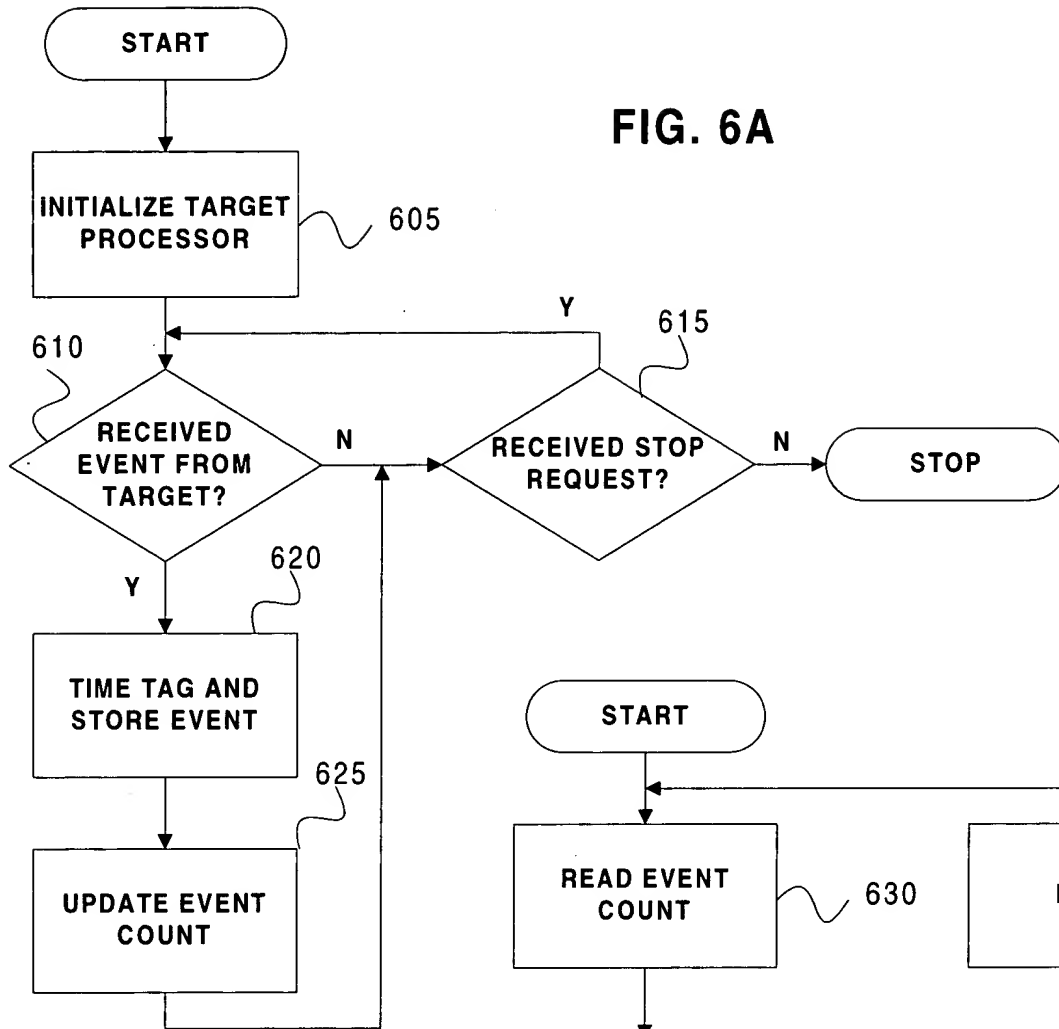 START
FIG. 6A
INITIALIZE TARGET
PROCESSOR
605
Y
615
610
RECEIVED
EVENT FROM
TARGET?
N
RECEIVED STOP
REQUEST?
N
STOP
Y
620
TIME TAG AND
STORE EVENT
START
625
UPDATE EVENT
COUNT
READ EVENT
COUNT
630